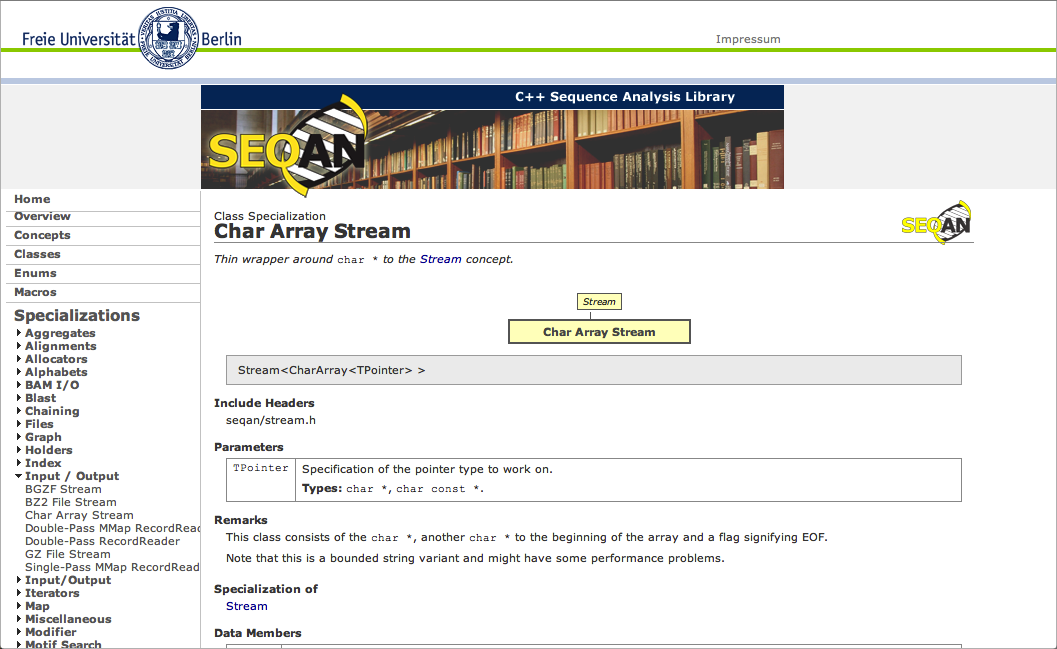 Freie Universität Berlin
Impressum
C++ Sequence Analysis Library
SEQAN
Home
Overview
Concepts
Classes
Enums
Macros
Specializations
Aggregates
Alignments
Allocators
Alphabets
BAM I/O
Blast
Chaining
Files
Graph
Holders
Index
Input / Output
BGZF Stream
BZ2 File Stream
Char Array Stream
Double-Pass MMap RecordReac
Double-Pass RecordReader
GZ File Stream
Single-Pass MMap RecordRead
Input/Output
Iterators
Map
Miscellaneous
Modifier
Motif Search
Class Specialization
Char Array Stream
SEQAN
Thin wrapper around char * to the Stream concept.
Stream
Char Array Stream
Stream<CharArray<TPointer> >
Include Headers
seqan/stream.h
Parameters
TPointer Specification of the pointer type to work on.
Types: char *, char const *.
Remarks
This class consists of the char *, another char * to the beginning of the array and a flag signifying EOF.
Note that this is a bounded string variant and might have some performance problems.
Specialization of
Stream
Data Members